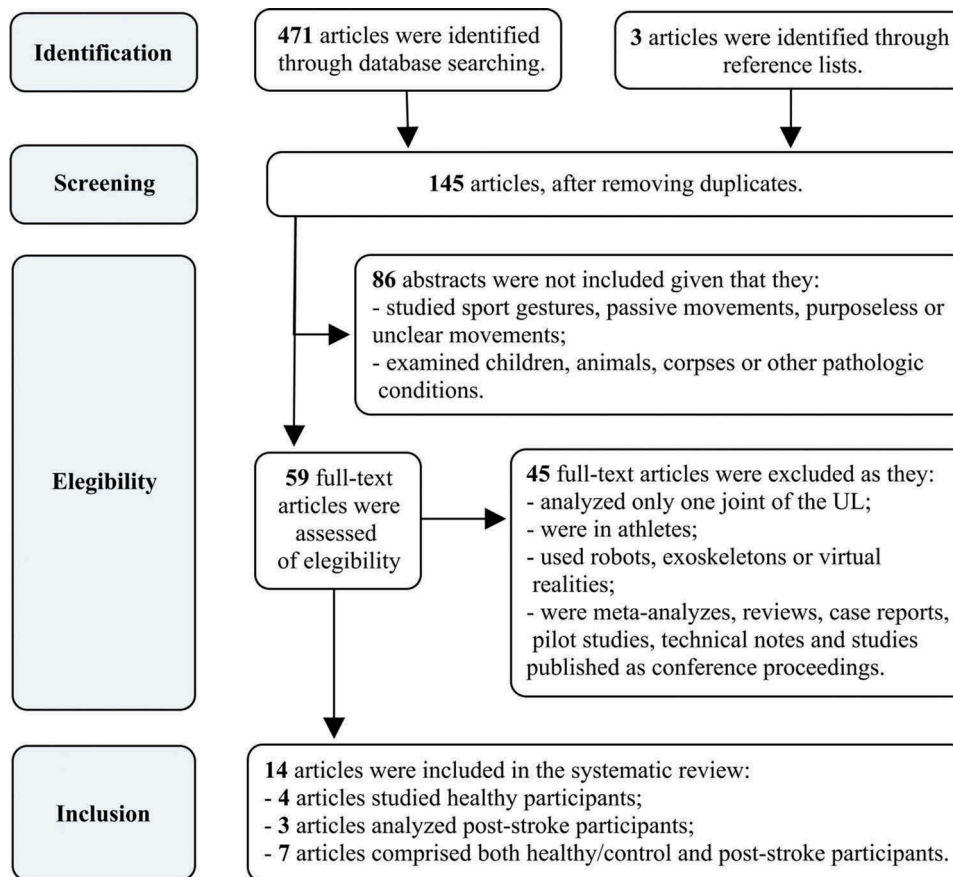 Identification
471 articles were identified
through database searching.
3 articles were identified through
reference lists.
Screening
145 articles, after removing duplicates.
Elegibility
86 abstracts were not included given that they:
- studied sport gestures, passive movements, purposeless or
unclear movements;
- examined children, animals, corpses or other pathologic
conditions.
59 full-text
articles were
assessed
of elegibility
45 full-text articles were excluded as they:
- analyzed only one joint of the UL;
- were in athletes;
- used robots, exoskeletons or virtual
realities;
- were meta-analyzes, reviews, case reports,
pilot studies, technical notes and studies
published as conference proceedings.
Inclusion
14 articles were included in the systematic review:
- 4 articles studied healthy participants;
- 3 articles analyzed post-stroke participants;
- 7 articles comprised both healthy/control and post-stroke participants.